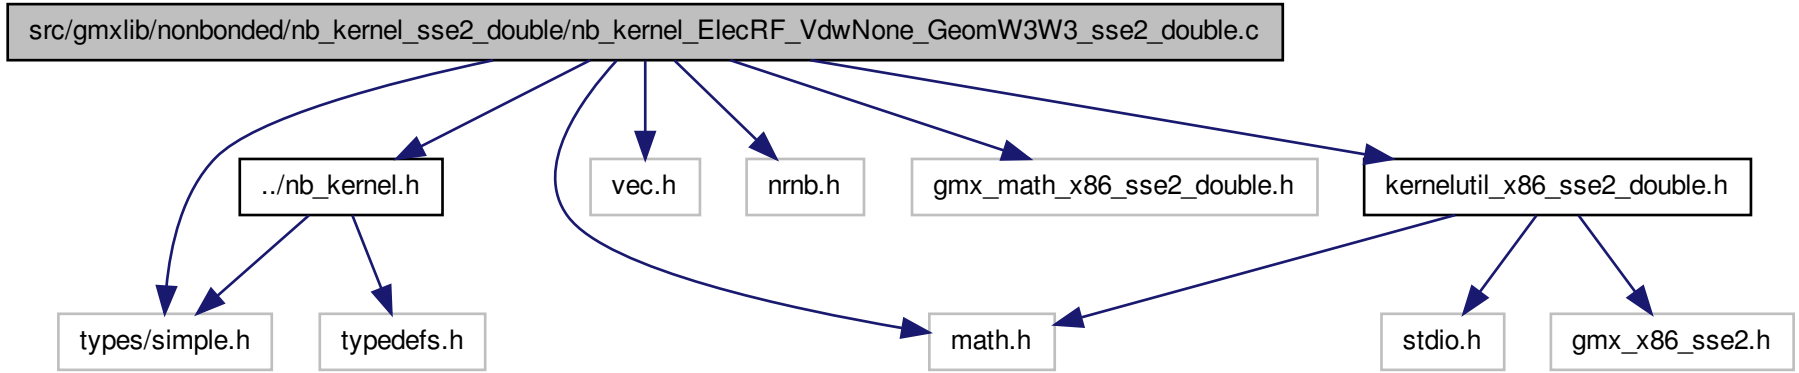 src/gmxlib/nonbonded/nb_kernel_sse2_double/nb_kernel_ElecRF_VdwNone_GeomW3W3_sse2_double.c
../nb_kernel.h
vec.h
nrnb.h
gmx_math_x86_sse2_double.h
kernelutil_x86_sse2_double.h
types/simple.h
typedefs.h
math.h
stdio.h
gmx_x86_sse2.h